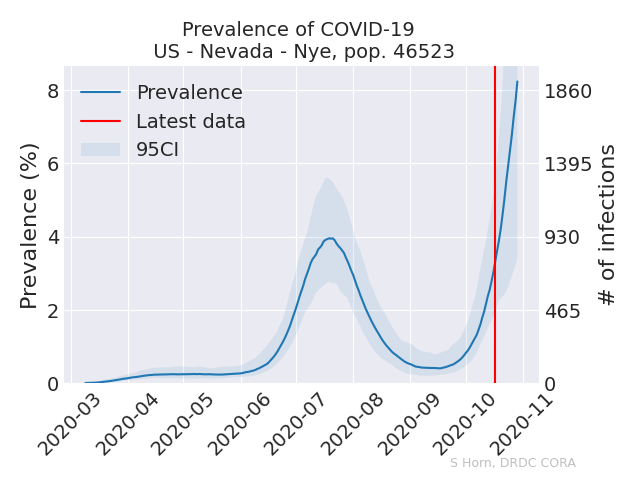 Prevalence of COVID-19
US - Nevada - Nye, pop. 46523
Prevalence
Latest data
95CI
Prevalence (%)
8
6
4
2
0
1860
1395
930
465
0
# of infections
2020-03
2020-04
2020-05
2020-06
2020-07
2020-08
2020-09
2020-10
2020-11
S Horn, DRDC CORA